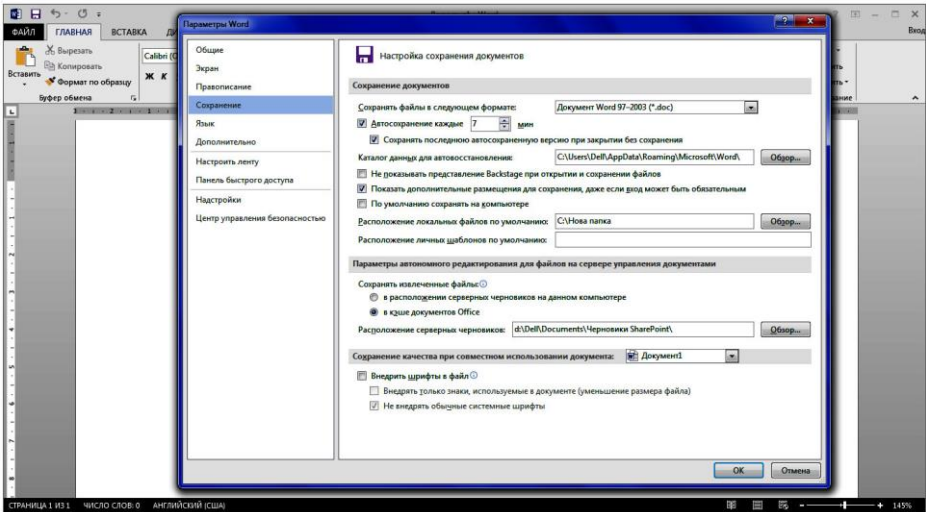 ФАЙЛ ГЛАВНАЯ ВСТАВКА
Вход
Вставить
Вырезать
Копировать
Формат по образцу
Буфер обмена
Calibri (О
Ж К
Параметры Word
Общие
Экран
Правописание
Сохранение
Язык
Дополнительно
Настроить ленту
Панель быстрого доступа
Надстройки
Центр управления безопасностью
Настройка сохранения документов
Сохранение документов
Сохранять файлы в следующем формате: Документ Word 97–2003 (*.doc)
Автосохранение каждые 7 мин
Сохранять последнюю автосохраненную версию при закрытии без сохранения
Каталог данных для автовосстановления: C:\Users\Dell\AppData\Roaming\Microsoft\Word\ Обзор...
Не показывать представление Backstage при открытии и сохранении файлов
Показать дополнительные размещения для сохранения, даже если вход может быть обязательным
По умолчанию сохранять на компьютере
Расположение локальных файлов по умолчанию: C:\Нова папка Обзор...
Расположение личных шаблонов по умолчанию:
Параметры автономного редактирования для файлов на сервере управления документами
Сохранять извлеченные файлы:
в расположении серверных черновиков на данном компьютере
в кэше документов Office
Расположение серверных черновиков: d:\Dell\Documents\Черновики SharePoint\ Обзор...
Сохранение качества при совместном использовании документа: Документ1
Внедрить шрифты в файл
Внедрять только знаки, используемые в документе (уменьшение размера файла)
Не внедрять обычные системные шрифты
ОК Отмена
СТРАНИЦА 1 ИЗ 1 ЧИСЛО СЛОВ: 0 АНГЛИЙСКИЙ (США) 145%